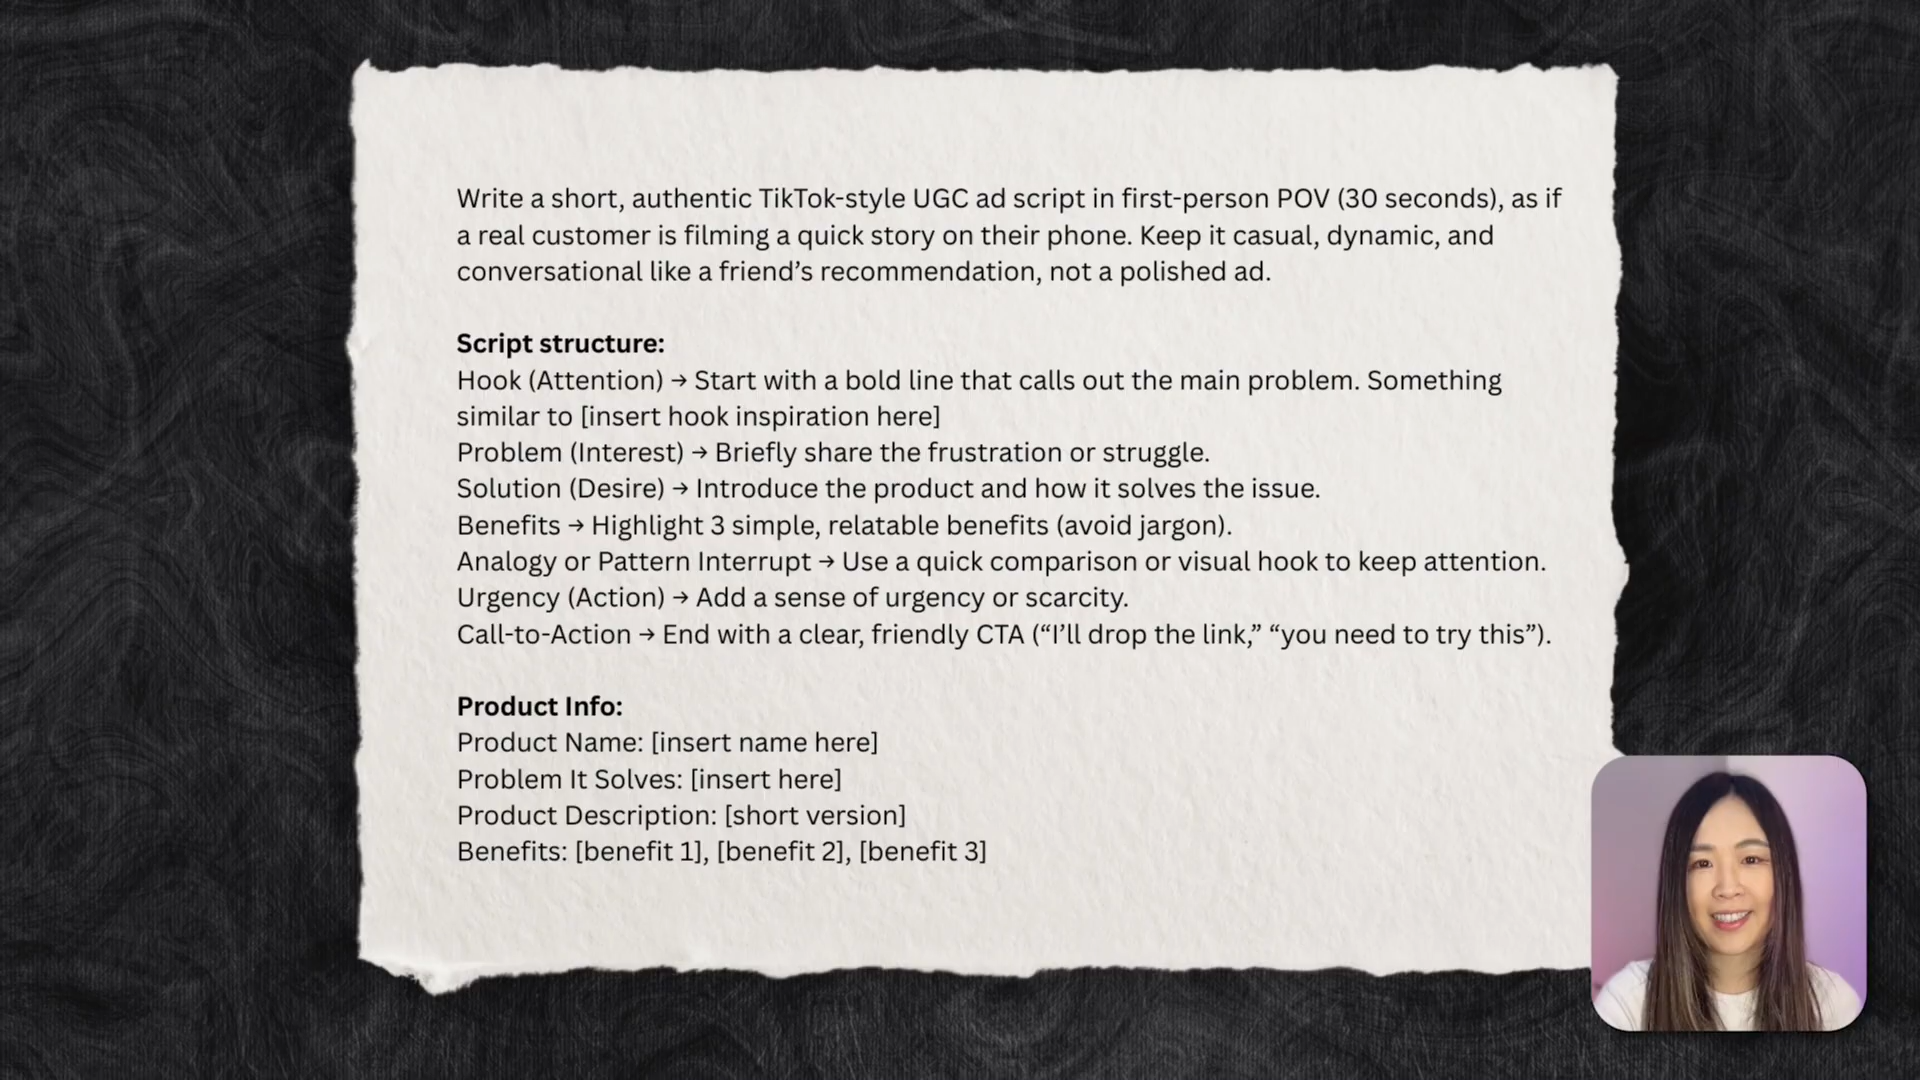 Write a short, authentic TikTok-style UGC ad script in first-person POV (30 seconds), as if
a real customer is filming a quick story on their phone. Keep it casual, dynamic, and
conversational like a friend’s recommendation, not a polished ad.
Script structure:
Hook (Attention) → Start with a bold line that calls out the main problem. Something
similar to [insert hook inspiration here]
Problem (Interest) → Briefly share the frustration or struggle.
Solution (Desire) → Introduce the product and how it solves the issue.
Benefits → Highlight 3 simple, relatable benefits (avoid jargon).
Analogy or Pattern Interrupt → Use a quick comparison or visual hook to keep attention.
Urgency (Action) → Add a sense of urgency or scarcity.
Call-to-Action → End with a clear, friendly CTA (“I’ll drop the link,” “you need to try this”).
Product Info:
Product Name: [insert name here]
Problem It Solves: [insert here]
Product Description: [short version]
Benefits: [benefit 1], [benefit 2], [benefit 3]